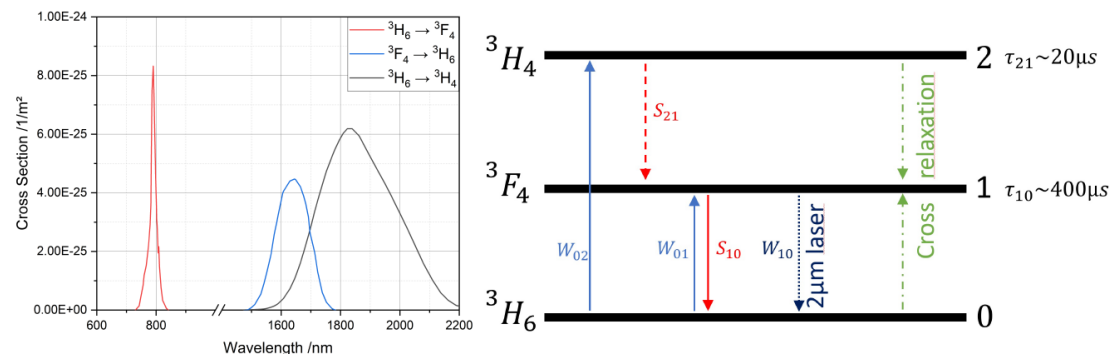 1.00E-24
8.00E-25
6.00E-25
4.00E-25
2.00E-25
0.00E+00
Cross Section /1/m²
600
800
1600
1800
2000
2200
Wavelength /nm
³H₆ → ³F₄
³F₄ → ³H₆
³H₆ → ³H₄
³H₄
2 τ₂₁~20μs
S₂₁
³F₄
1 τ₁₀~400μs
W₀₂
W₀₁
S₁₀
W₁₀
2μm laser
Cross
relaxation
³H₆
0